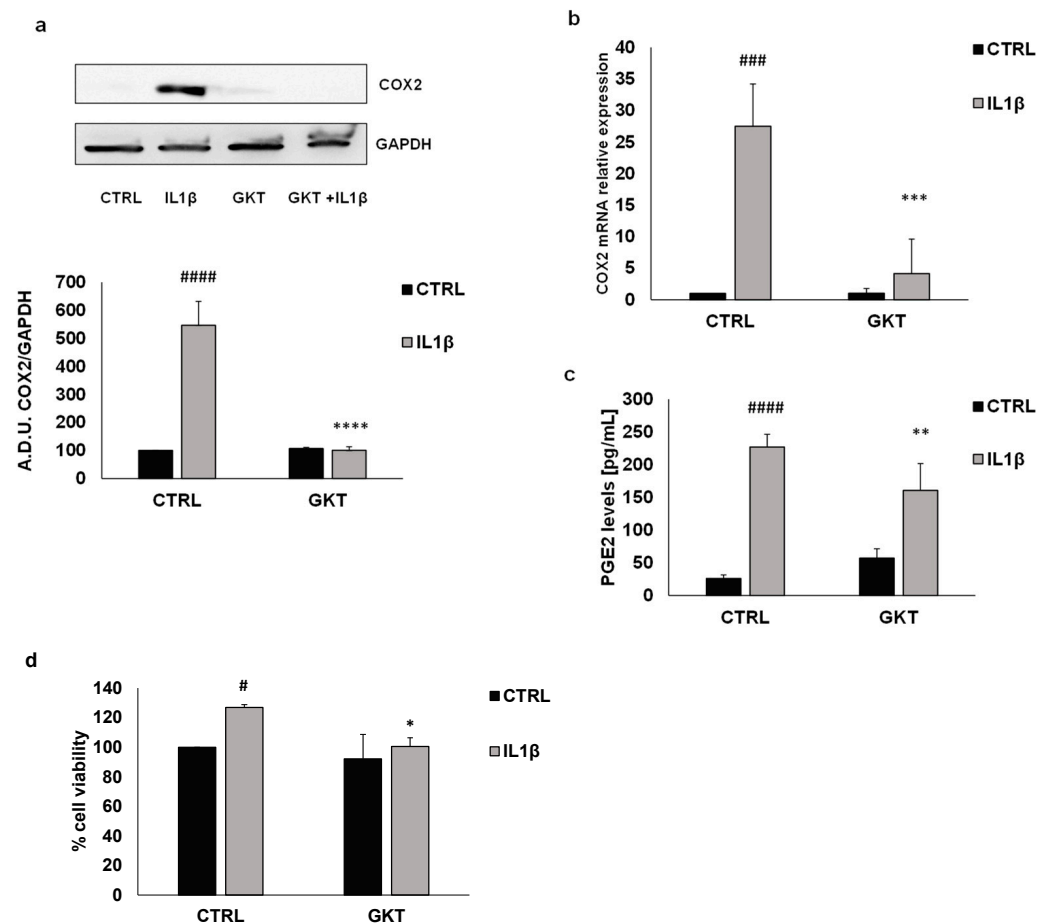 a
COX2
GAPDH
CTRL IL1β GKT GKT +IL1β
A.D.U. COX2/GAPDH
700
600
500
400
300
200
100
0
####
****
CTRL GKT
CTRL
IL1β
b
COX2 mRNA relative expression
40
35
30
25
20
15
10
5
0
###
***
CTRL GKT
CTRL
IL1β
c
PGE2 levels [pg/mL]
300
250
200
150
100
50
0
####
**
CTRL GKT
CTRL
IL1β
d
% cell viability
140
120
100
80
60
40
20
0
#
*
CTRL GKT
CTRL
IL1β